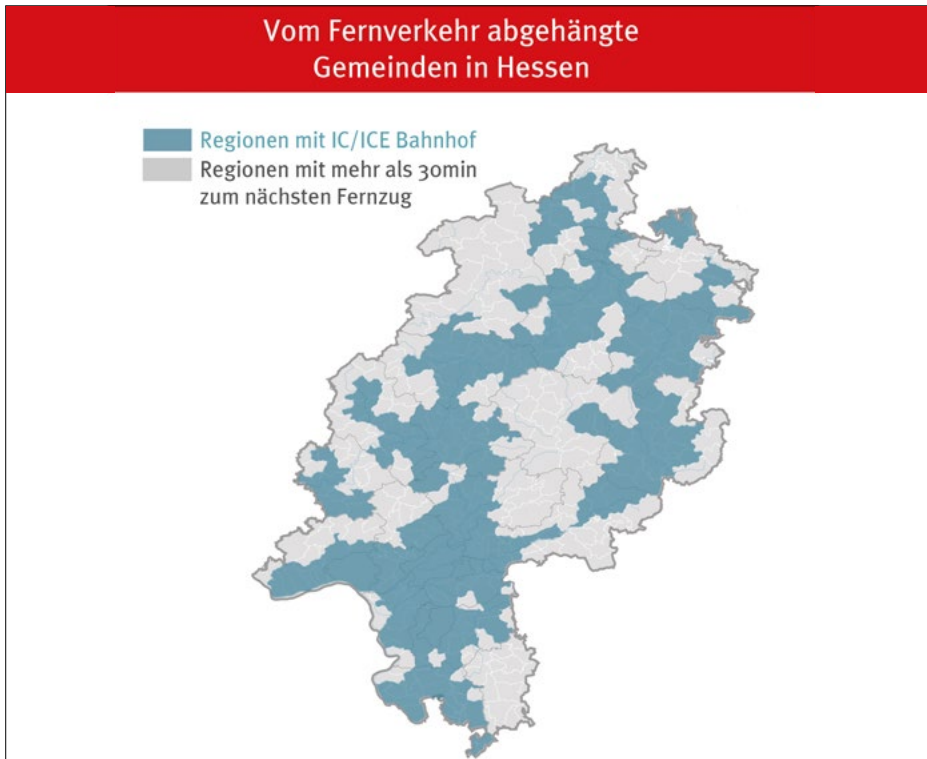 Vom Fernverkehr abgehängte
Gemeinden in Hessen
Regionen mit IC/ICE Bahnhof
Regionen mit mehr als 30min
zum nächsten Fernzug